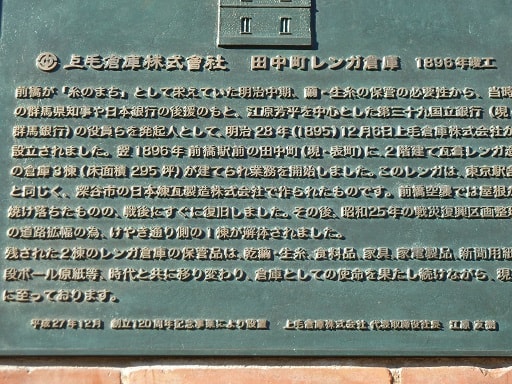 上毛倉庫株式會社 田中町レンガ倉庫 1896年竣工
前橋が「糸のまち」として栄えていた明治中期、繭・生糸の保管の必要性から、当時
の群馬県知事や日本銀行の後援のもと、江原芳平を中心とした第三十九国立銀行(現・
群馬銀行)の役員らを発起人として、明治28年(1895)12月6日上毛倉庫株式会社が
設立されました。翌1896年前橋駅前の田中町(現・表町)に、2階建て瓦葺レンガ造
の倉庫3棟(床面積295坪)が建てられ業務を開始しました。このレンガは、東京駅舎
と同じく、深谷市の日本煉瓦製造株式会社で作られたものです。前橋空襲では屋根が
焼け落ちたものの、戦後にすぐに復旧しました。その後、昭和25年の戦災復興区画整理
の道路拡幅の為、けやき通り側の1棟が解体されました。
残された2棟のレンガ倉庫の保管品は、乾繭・生糸、食料品、家具、家電製品、新聞用紙
段ボール原紙等、時代と共に移り変わり、倉庫としての使命を果たし続けながら、現
に至っております。
平成27年12月 創立120周年記念事業により設置 上毛倉庫株式会社 代表取締役社長 江原 友樹